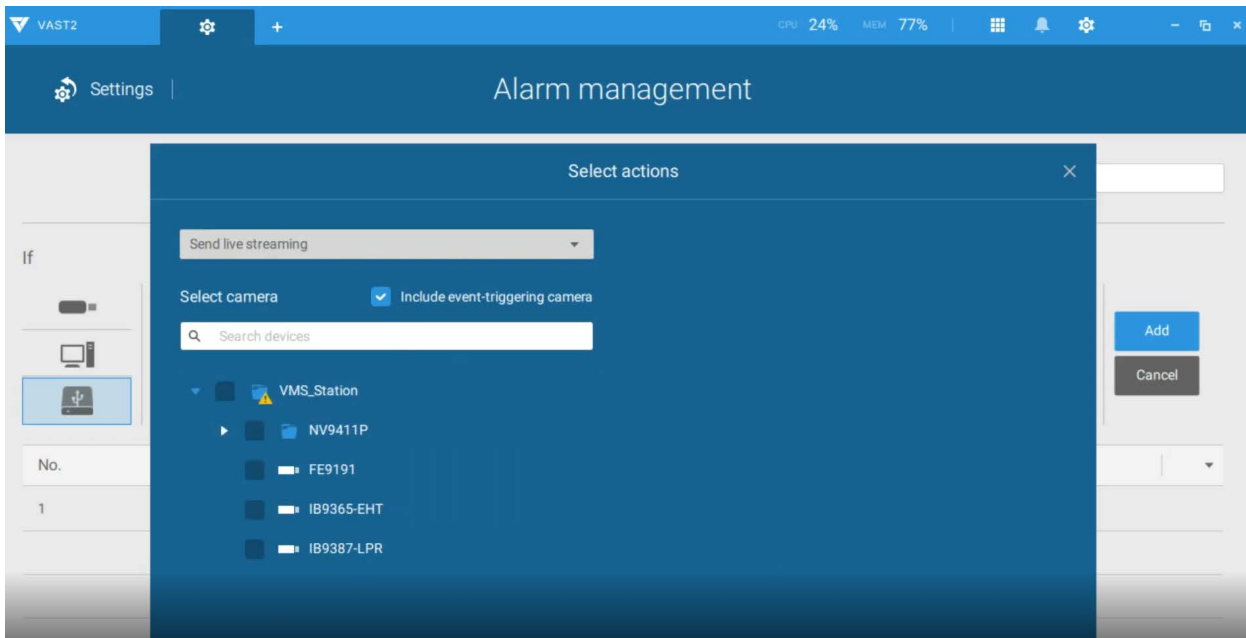 VAST2
+
CPU 24% MEM 77%
Settings
Alarm management
Select actions
Send live streaming
If
Select camera
Include event-triggering camera
Search devices
Add
VMS_Station
Cancel
NV9411P
No.
FE9191
1
IB9365-EHT
IB9387-LPR